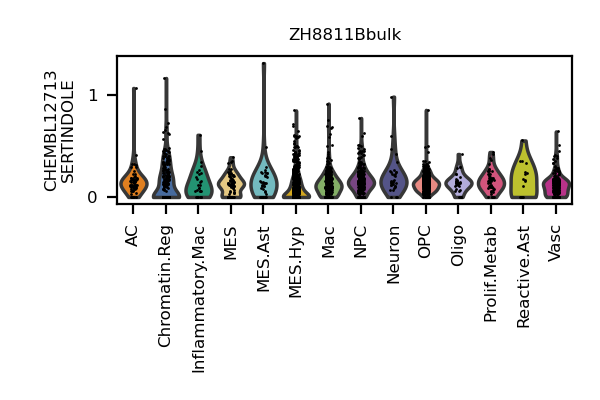 ZH8811Bbulk
CHEMBL12713
SERTINDOLE
1
0
AC
Chromatin.Reg
Inflammatory.Mac
MES
MES.Ast
MES.Hyp
Mac
NPC
Neuron
OPC
Oligo
Prolif.Metab
Reactive.Ast
Vasc